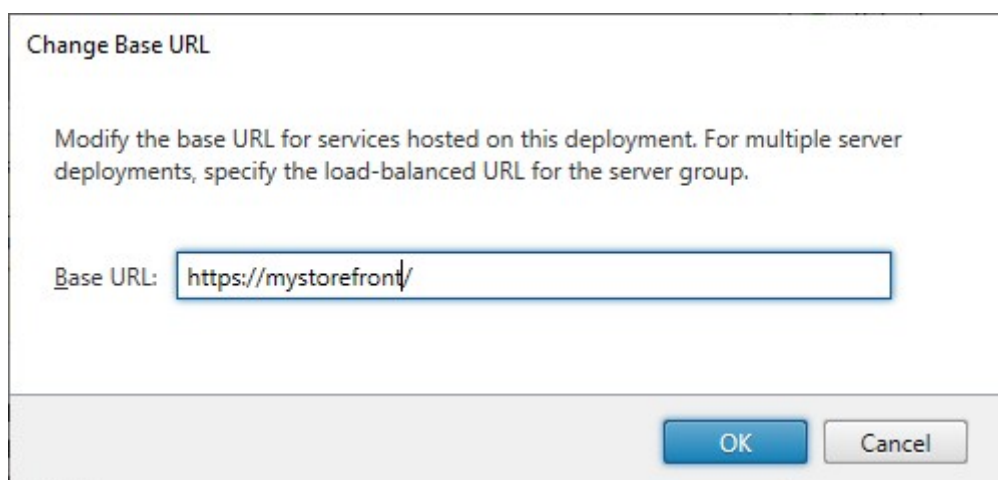 Change Base URL
Modify the base URL for services hosted on this deployment. For multiple server
deployments, specify the load-balanced URL for the server group.
Base URL: https://mystorefront/
OK Cancel